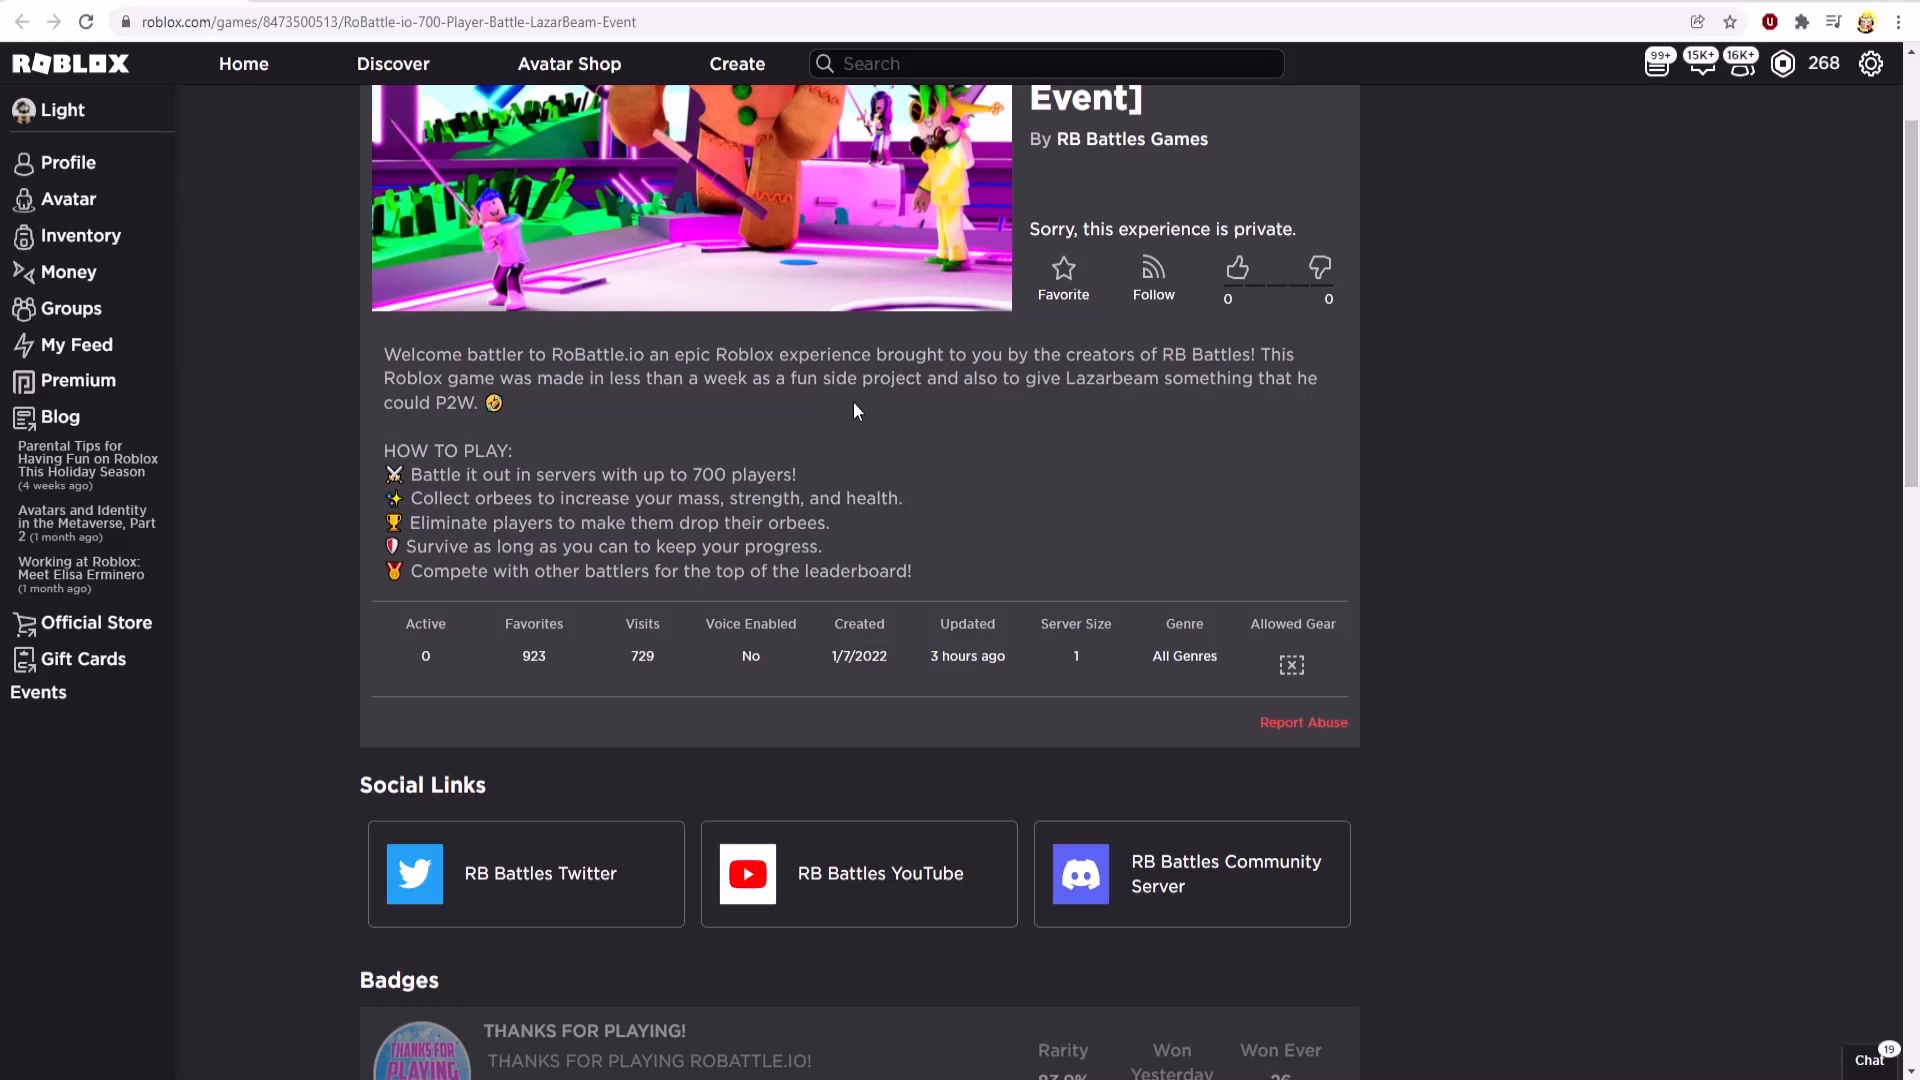 roblox.com/games/8473500513/RoBattle-io-700-Player-Battle-LazarBeam-Event
ROBLOX
Home
Discover
Avatar Shop
Create
Search
99+
15K+
16K+
268
Light
Profile
Avatar
Inventory
Money
Groups
My Feed
Premium
Blog
Parental Tips for
Having Fun on Roblox
This Holiday Season
(4 weeks ago)
Avatars and Identity
in the Metaverse, Part
2 (1 month ago)
Working at Roblox:
Meet Elisa Erminero
(1 month ago)
Official Store
Gift Cards
Events
Event]
By RB Battles Games
Sorry, this experience is private.
Favorite
Follow
0
0
Welcome battler to RoBattle.io an epic Roblox experience brought to you by the creators of RB Battles! This
Roblox game was made in less than a week as a fun side project and also to give Lazarbeam something that he
could P2W. 🤣
HOW TO PLAY:
⚔️ Battle it out in servers with up to 700 players!
✨ Collect orbees to increase your mass, strength, and health.
🏆 Eliminate players to make them drop their orbees.
🛡️ Survive as long as you can to keep your progress.
🏅 Compete with other battlers for the top of the leaderboard!
Active Favorites Visits Voice Enabled Created Updated Server Size Genre Allowed Gear
0 923 729 No 1/7/2022 3 hours ago 1 All Genres
Report Abuse
Social Links
RB Battles Twitter
RB Battles YouTube
RB Battles Community
Server
Badges
THANKS FOR PLAYING
THANKS FOR PLAYING!
THANKS FOR PLAYING ROBATTLE.IO!
Rarity
Won
Yesterday
Won Ever
Chat
19